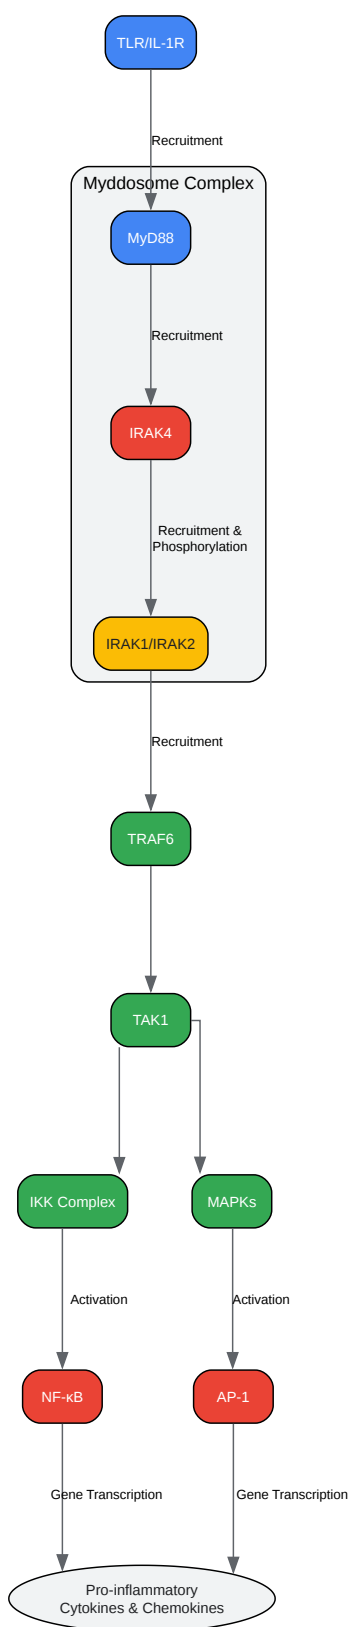 TLR/IL-1R
Recruitment
Myddosome Complex
MyD88
Recruitment
IRAK4
Recruitment &
Phosphorylation
IRAK1/IRAK2
Recruitment
TRAF6
TAK1
IKK Complex
MAPKs
Activation
Activation
NF-κB
AP-1
Gene Transcription
Gene Transcription
Pro-inflammatory
Cytokines & Chemokines